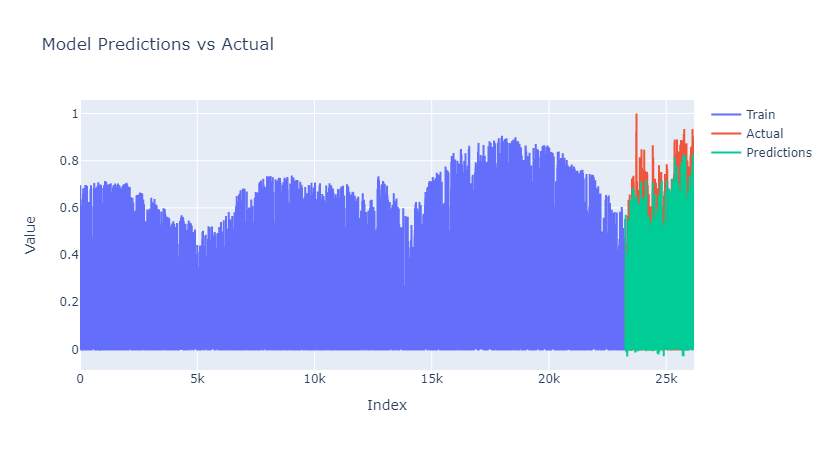 Model Predictions vs Actual
Train
Actual
Predictions
1
0.8
0.6
0.4
0.2
0
Value
0
5k
10k
15k
20k
25k
Index